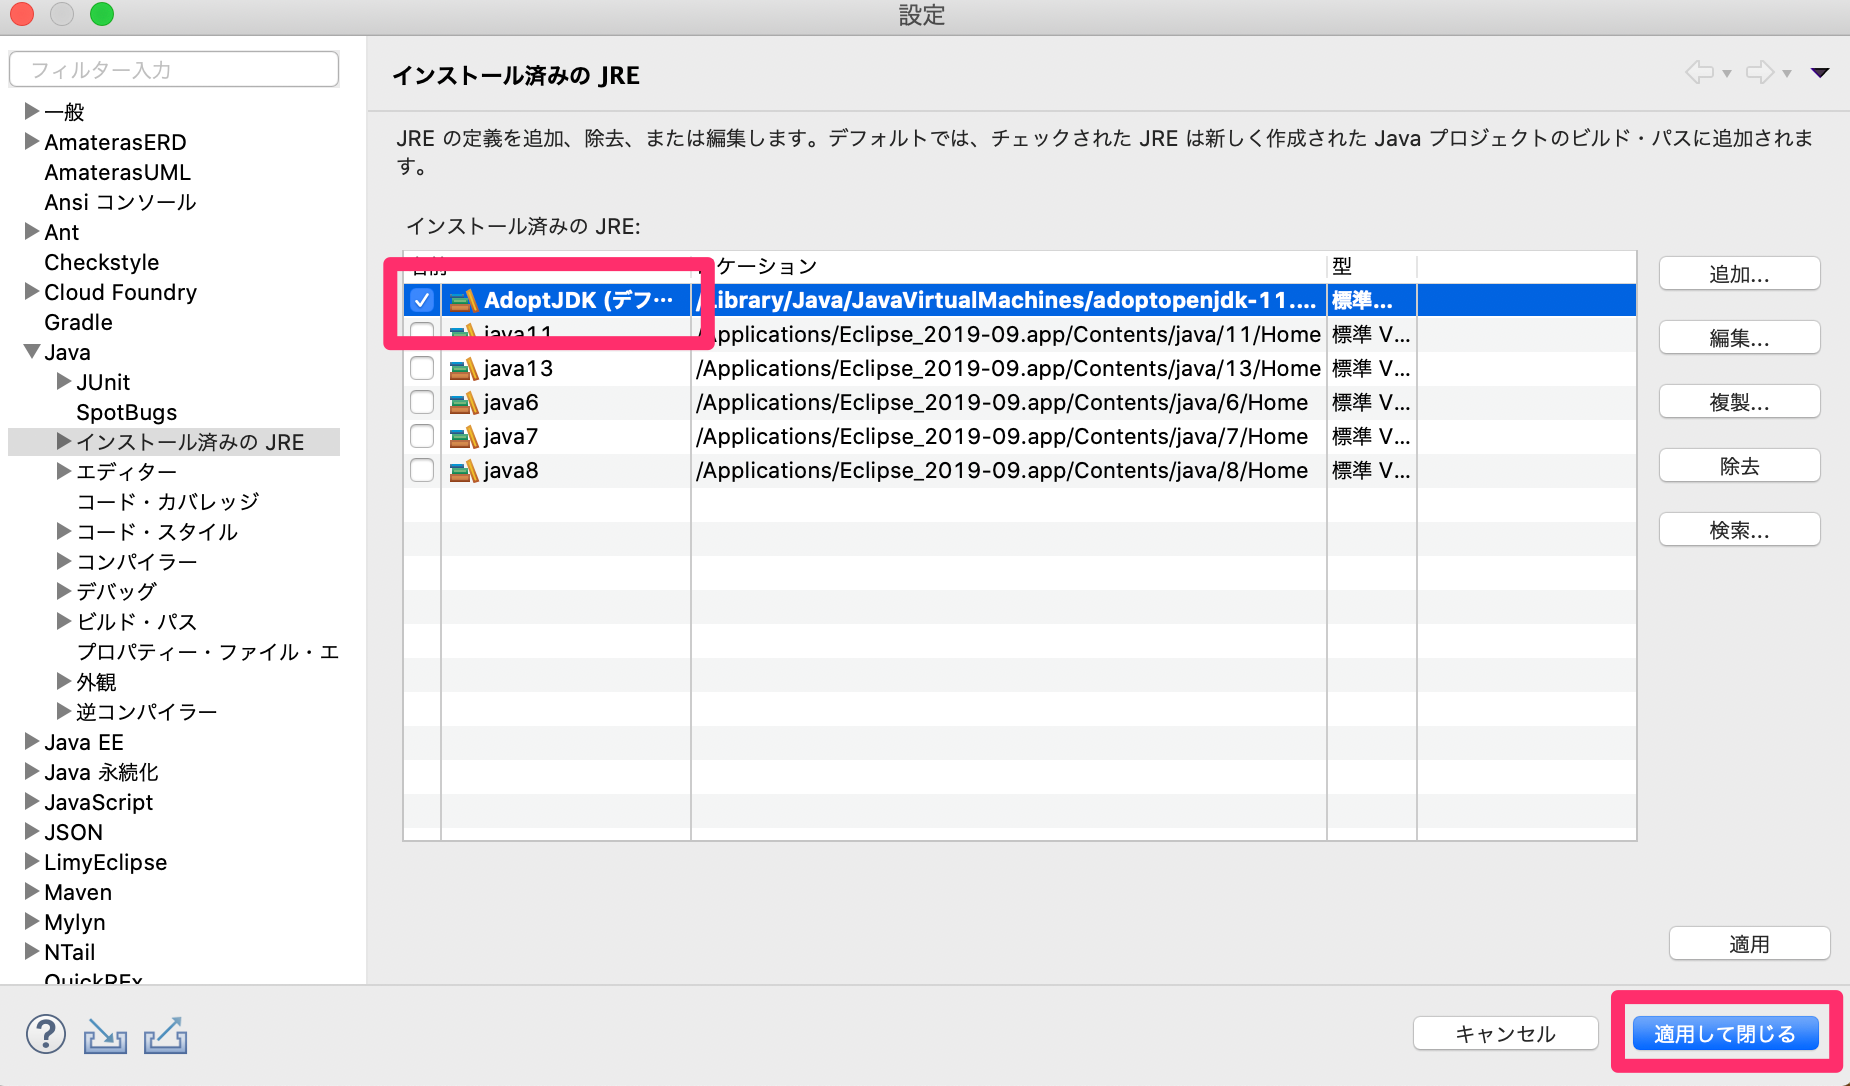 設定
フィルター入力
一般
AmaterasERD
AmaterasUML
Ansi コンソール
Ant
Checkstyle
Cloud Foundry
Gradle
Java
JUnit
SpotBugs
インストール済みの JRE
エディター
コード・カバレッジ
コード・スタイル
コンパイラー
デバッグ
ビルド・パス
プロパティー・ファイル・エ
外観
逆コンパイラー
Java EE
Java 永続化
JavaScript
JSON
LimyEclipse
Maven
Mylyn
NTail
QuickREx
インストール済みの JRE
JRE の定義を追加、除去、または編集します。デフォルトでは、チェックされた JRE は新しく作成された Java プロジェクトのビルド・パスに追加されま
す。
インストール済みの JRE:
名前 ケーション 型
AdoptJDK (デフ… /Library/Java/JavaVirtualMachines/adoptopenjdk-11.... 標準...
java11 /Applications/Eclipse_2019-09.app/Contents/java/11/Home 標準 V...
java13 /Applications/Eclipse_2019-09.app/Contents/java/13/Home 標準 V...
java6 /Applications/Eclipse_2019-09.app/Contents/java/6/Home 標準 V...
java7 /Applications/Eclipse_2019-09.app/Contents/java/7/Home 標準 V...
java8 /Applications/Eclipse_2019-09.app/Contents/java/8/Home 標準 V...
追加...
編集...
複製...
除去
検索...
適用
キャンセル
適用して閉じる